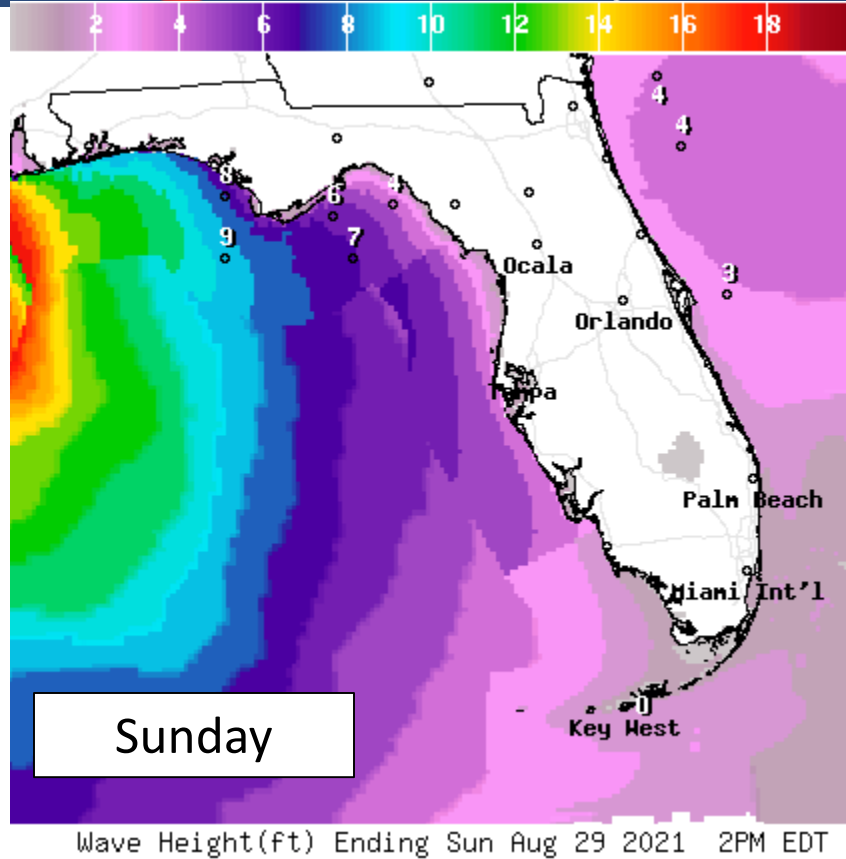 2 4 6 8 10 12 14 16 18
4
4
8
6
4
9
7
3
Ocala
Orlando
Tampa
Palm Beach
Miami Int'l
0
Key West
Sunday
Wave Height(ft) Ending Sun Aug 29 2021 2PM EDT